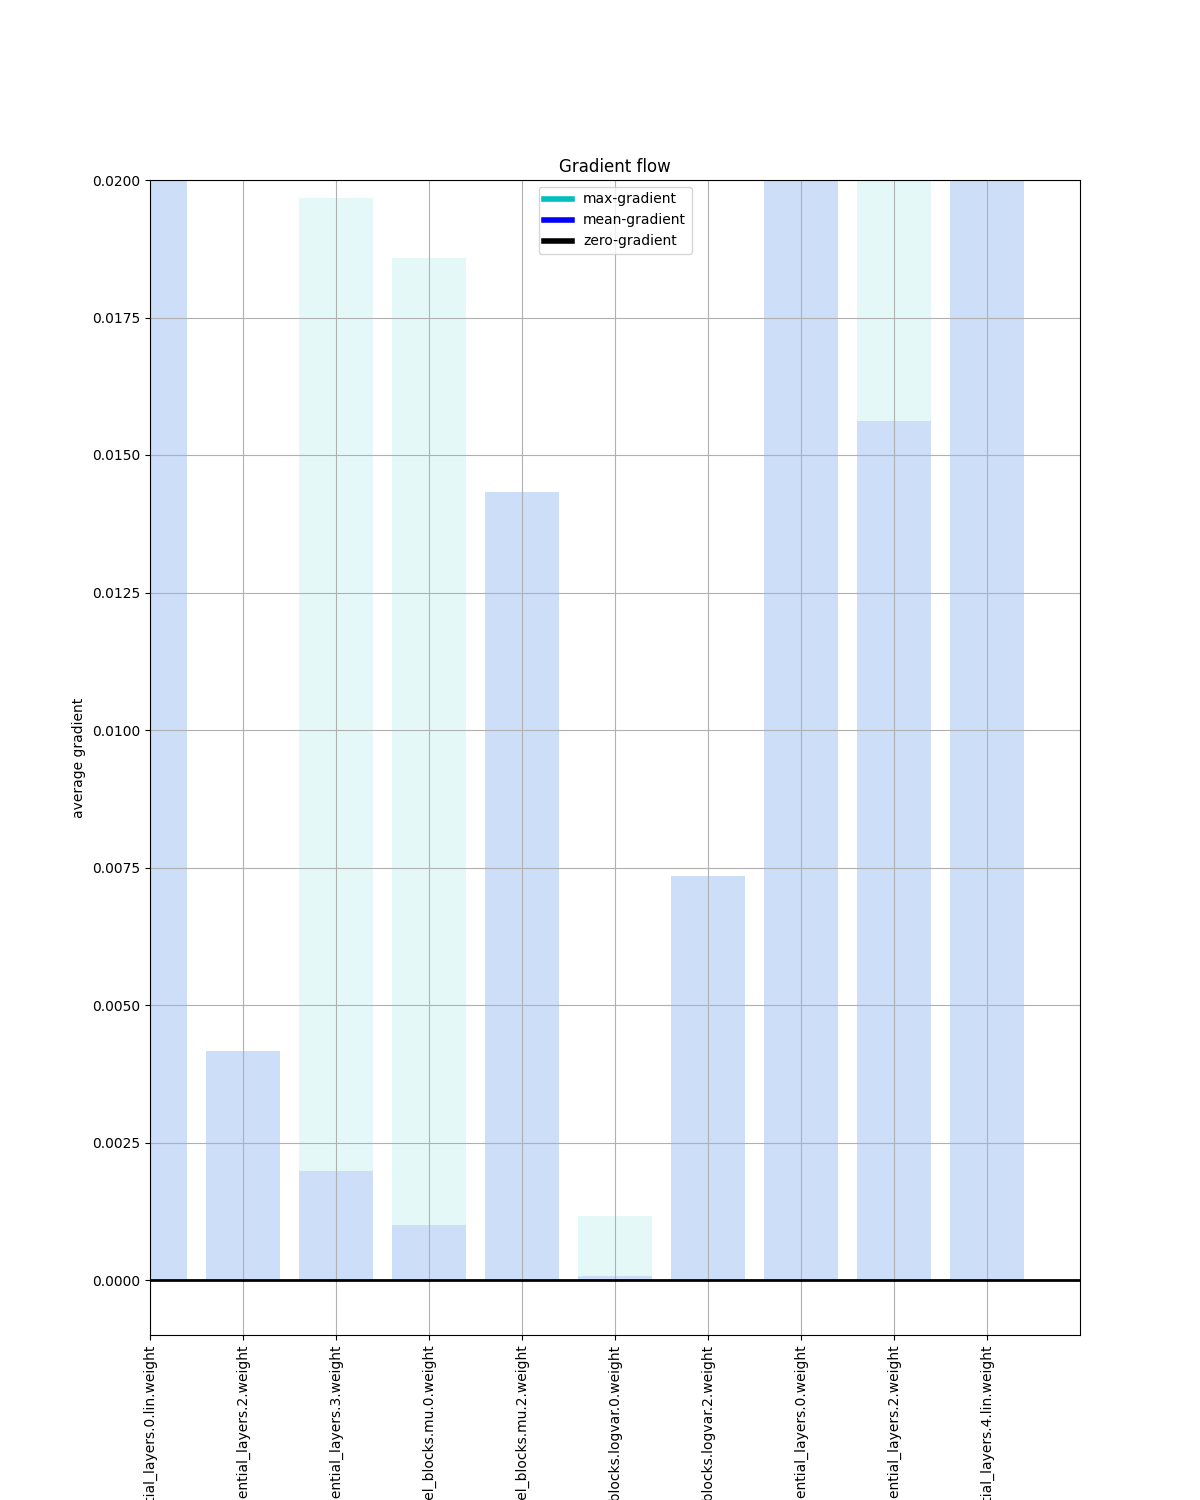 Gradient flow
max-gradient
mean-gradient
zero-gradient
0.0200
0.0175
0.0150
0.0125
0.0100
0.0075
0.0050
0.0025
0.0000
average gradient
tial_layers.0.lin.weight
ential_layers.2.weight
ential_layers.3.weight
el_blocks.mu.0.weight
el_blocks.mu.2.weight
blocks.logvar.0.weight
blocks.logvar.2.weight
ential_layers.0.weight
ential_layers.2.weight
tial_layers.4.lin.weight